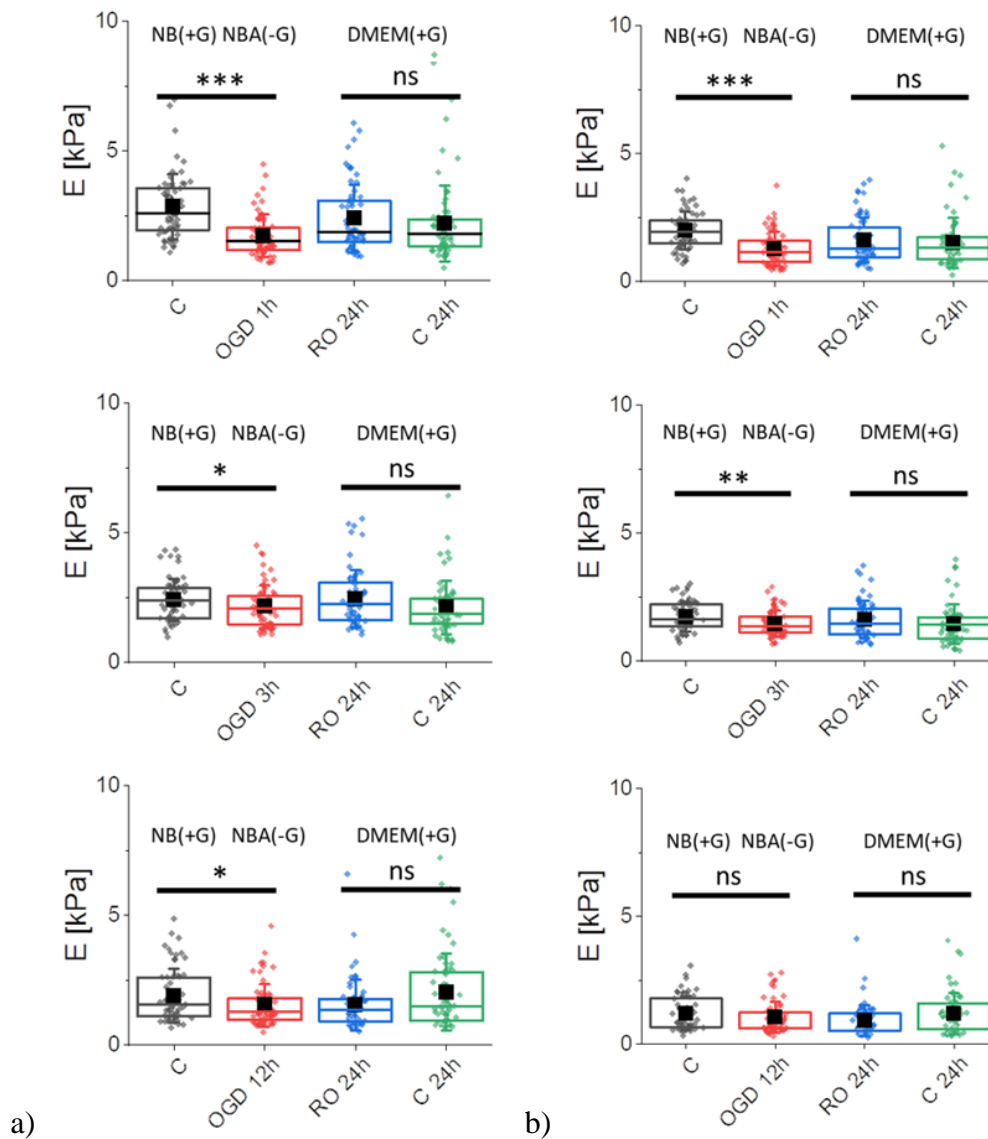 10
NB(+G) NBA(-G) DMEM(+G)
*** ns
5
E [kPa]
0
C OGD 1h RO 24h C 24h
10
NB(+G) NBA(-G) DMEM(+G)
*** ns
5
E [kPa]
0
C OGD 1h RO 24h C 24h
10
NB(+G) NBA(-G) DMEM(+G)
* ns
5
E [kPa]
0
C OGD 3h RO 24h C 24h
10
NB(+G) NBA(-G) DMEM(+G)
** ns
5
E [kPa]
0
C OGD 3h RO 24h C 24h
10
NB(+G) NBA(-G) DMEM(+G)
* ns
5
E [kPa]
0
C OGD 12h RO 24h C 24h
10
NB(+G) NBA(-G) DMEM(+G)
ns ns
5
E [kPa]
0
C OGD 12h RO 24h C 24h
a) b)